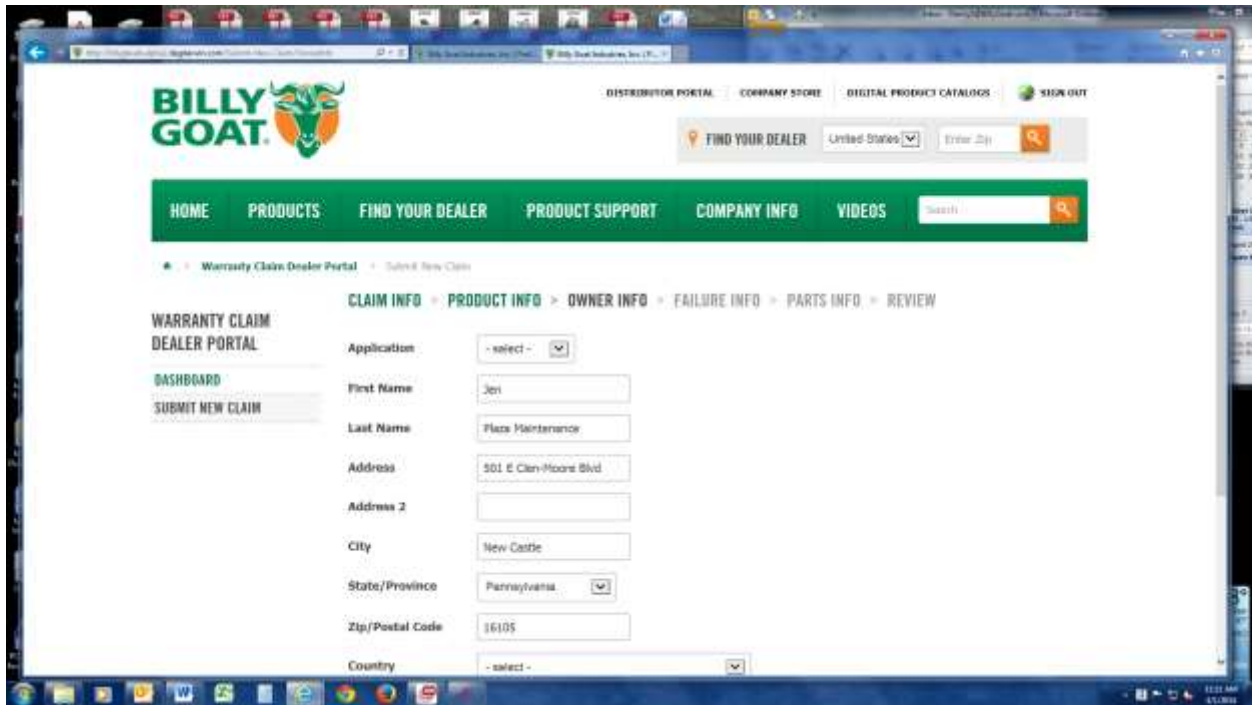 BILLY
GOAT
DISTRIBUTOR PORTAL COMPANY STORE DIGITAL PRODUCT CATALOGS SIGN OUT
FIND YOUR DEALER United States Enter Zip
HOME PRODUCTS FIND YOUR DEALER PRODUCT SUPPORT COMPANY INFO VIDEOS Search
Warranty Claim Dealer Portal Submit New Claim
CLAIM INFO > PRODUCT INFO > OWNER INFO > FAILURE INFO > PARTS INFO > REVIEW
WARRANTY CLAIM
DEALER PORTAL
DASHBOARD
SUBMIT NEW CLAIM
Application - select -
First Name Jen
Last Name Plaza Maintenance
Address 501 E Clen-Moore Blvd
Address 2
City New Castle
State/Province Pennsylvania
Zip/Postal Code 16105
Country - select -